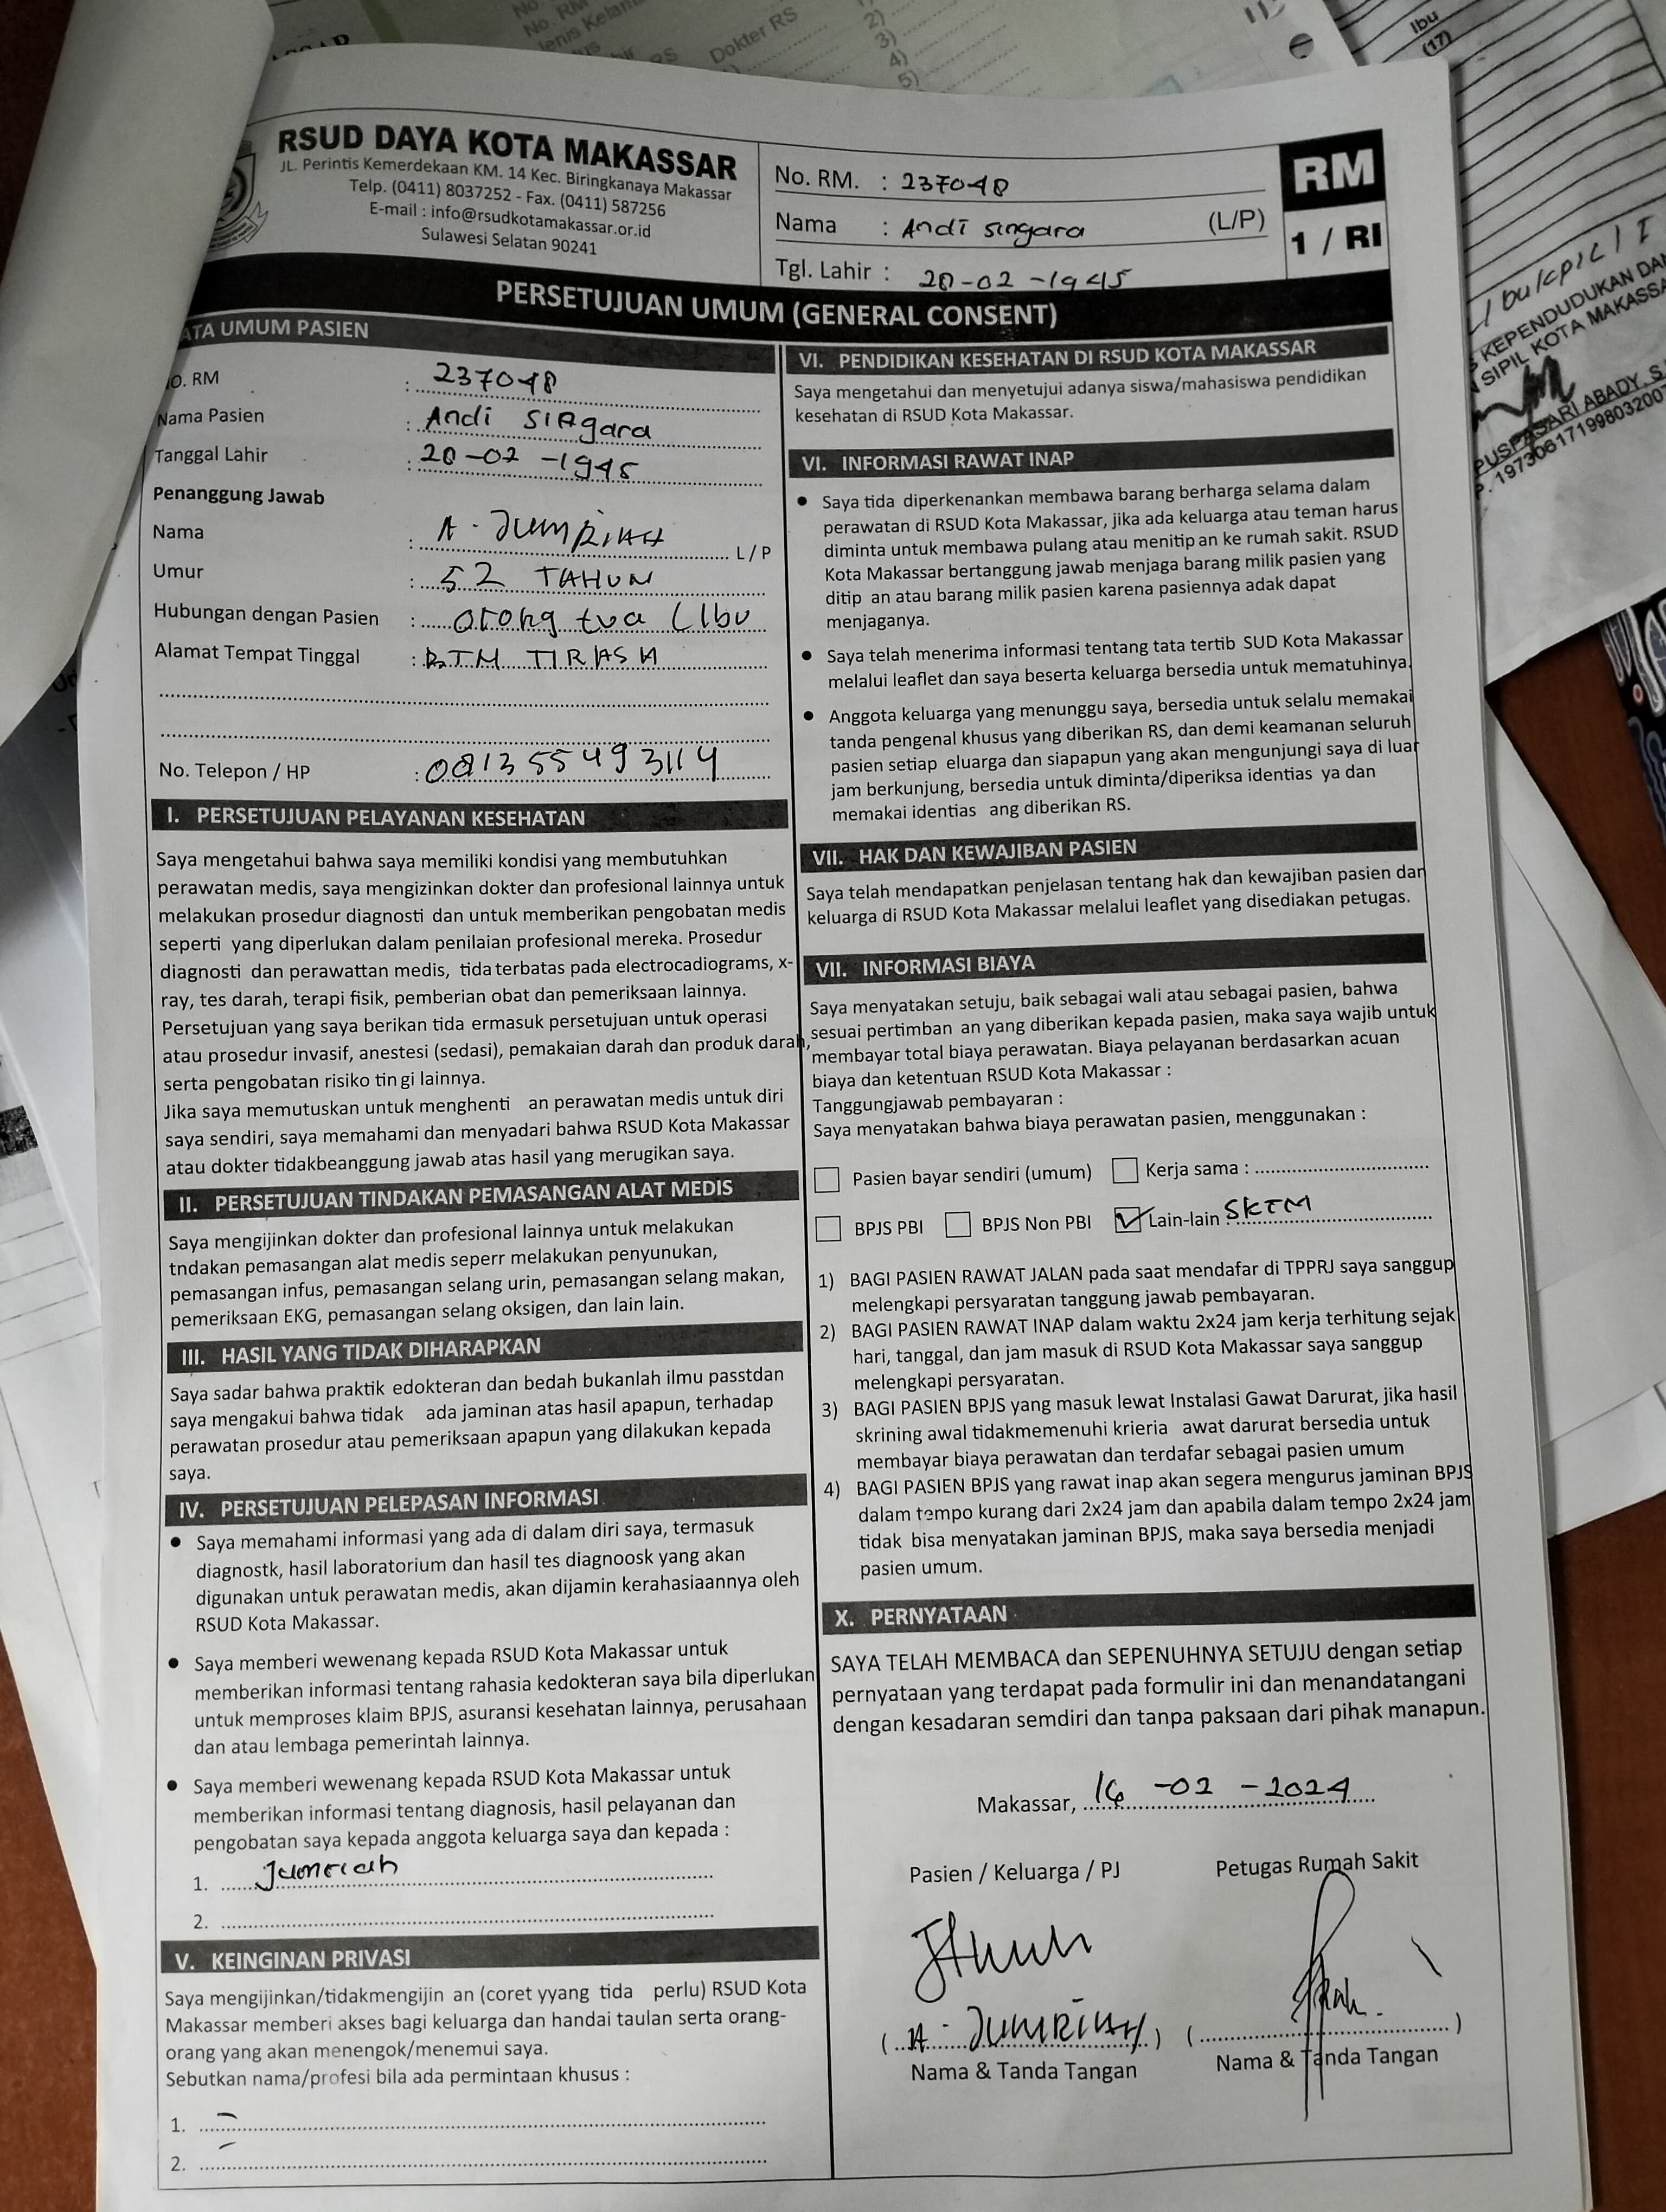 RSUD DAYA KOTA MAKASSAR
JL. Perintis Kemerdekaan KM. 14 Kec. Biringkanaya Makassar
Telp. (0411) 8037252 - Fax. (0411) 587256
E-mail : info@rsudkotamakassar.or.id
Sulawesi Selatan 90241
No. RM. : 237048
Nama : Andi Singara (L/P)
Tgl. Lahir : 20-02-1945
RM
1 / RI
PERSETUJUAN UMUM (GENERAL CONSENT)
ATA UMUM PASIEN
O. RM : 237048
Nama Pasien : Andi SIngara
Tanggal Lahir : 20-02-1945
Penanggung Jawab
Nama : A. JUMRIAH L / P
Umur : 52 TAHUN
Hubungan dengan Pasien : orang tua (Ibu
Alamat Tempat Tinggal : BTM TIRASA
No. Telepon / HP : 081355493114
I. PERSETUJUAN PELAYANAN KESEHATAN
Saya mengetahui bahwa saya memiliki kondisi yang membutuhkan
perawatan medis, saya mengizinkan dokter dan profesional lainnya untuk
melakukan prosedur diagnosti dan untuk memberikan pengobatan medis
seperti yang diperlukan dalam penilaian profesional mereka. Prosedur
diagnosti dan perawattan medis, tida terbatas pada electrocadiograms, x-
ray, tes darah, terapi fisik, pemberian obat dan pemeriksaan lainnya.
Persetujuan yang saya berikan tida ermasuk persetujuan untuk operasi
atau prosedur invasif, anestesi (sedasi), pemakaian darah dan produk darah,
serta pengobatan risiko tin gi lainnya.
Jika saya memutuskan untuk menghenti an perawatan medis untuk diri
saya sendiri, saya memahami dan menyadari bahwa RSUD Kota Makassar
atau dokter tidakbeanggung jawab atas hasil yang merugikan saya.
II. PERSETUJUAN TINDAKAN PEMASANGAN ALAT MEDIS
Saya mengijinkan dokter dan profesional lainnya untuk melakukan
tndakan pemasangan alat medis seperr melakukan penyunukan,
pemasangan infus, pemasangan selang urin, pemasangan selang makan,
pemeriksaan EKG, pemasangan selang oksigen, dan lain lain.
III. HASIL YANG TIDAK DIHARAPKAN
Saya sadar bahwa praktik edokteran dan bedah bukanlah ilmu passtdan
saya mengakui bahwa tidak ada jaminan atas hasil apapun, terhadap
perawatan prosedur atau pemeriksaan apapun yang dilakukan kepada
saya.
IV. PERSETUJUAN PELEPASAN INFORMASI
• Saya memahami informasi yang ada di dalam diri saya, termasuk
diagnostk, hasil laboratorium dan hasil tes diagnoosk yang akan
digunakan untuk perawatan medis, akan dijamin kerahasiaannya oleh
RSUD Kota Makassar.
• Saya memberi wewenang kepada RSUD Kota Makassar untuk
memberikan informasi tentang rahasia kedokteran saya bila diperlukan
untuk memproses klaim BPJS, asuransi kesehatan lainnya, perusahaan
dan atau lembaga pemerintah lainnya.
• Saya memberi wewenang kepada RSUD Kota Makassar untuk
memberikan informasi tentang diagnosis, hasil pelayanan dan
pengobatan saya kepada anggota keluarga saya dan kepada :
1. Jumriah
2.
V. KEINGINAN PRIVASI
Saya mengijinkan/tidakmengijin an (coret yyang tida perlu) RSUD Kota
Makassar memberi akses bagi keluarga dan handai taulan serta orang-
orang yang akan menengok/menemui saya.
Sebutkan nama/profesi bila ada permintaan khusus :
1. -
2. -
VI. PENDIDIKAN KESEHATAN DI RSUD KOTA MAKASSAR
Saya mengetahui dan menyetujui adanya siswa/mahasiswa pendidikan
kesehatan di RSUD Kota Makassar.
VI. INFORMASI RAWAT INAP
• Saya tida diperkenankan membawa barang berharga selama dalam
perawatan di RSUD Kota Makassar, jika ada keluarga atau teman harus
diminta untuk membawa pulang atau menitip an ke rumah sakit. RSUD
Kota Makassar bertanggung jawab menjaga barang milik pasien yang
ditip an atau barang milik pasien karena pasiennya adak dapat
menjaganya.
• Saya telah menerima informasi tentang tata tertib SUD Kota Makassar
melalui leaflet dan saya beserta keluarga bersedia untuk mematuhinya.
• Anggota keluarga yang menunggu saya, bersedia untuk selalu memakai
tanda pengenal khusus yang diberikan RS, dan demi keamanan seluruh
pasien setiap eluarga dan siapapun yang akan mengunjungi saya di luar
jam berkunjung, bersedia untuk diminta/diperiksa identias ya dan
memakai identias ang diberikan RS.
VII. HAK DAN KEWAJIBAN PASIEN
Saya telah mendapatkan penjelasan tentang hak dan kewajiban pasien dan
keluarga di RSUD Kota Makassar melalui leaflet yang disediakan petugas.
VII. INFORMASI BIAYA
Saya menyatakan setuju, baik sebagai wali atau sebagai pasien, bahwa
sesuai pertimban an yang diberikan kepada pasien, maka saya wajib untuk
membayar total biaya perawatan. Biaya pelayanan berdasarkan acuan
biaya dan ketentuan RSUD Kota Makassar :
Tanggungjawab pembayaran :
Saya menyatakan bahwa biaya perawatan pasien, menggunakan :
Pasien bayar sendiri (umum) Kerja sama :
BPJS PBI BPJS Non PBI ✓ Lain-lain SKTM
1) BAGI PASIEN RAWAT JALAN pada saat mendafar di TPPRJ saya sanggup
melengkapi persyaratan tanggung jawab pembayaran.
2) BAGI PASIEN RAWAT INAP dalam waktu 2x24 jam kerja terhitung sejak
hari, tanggal, dan jam masuk di RSUD Kota Makassar saya sanggup
melengkapi persyaratan.
3) BAGI PASIEN BPJS yang masuk lewat Instalasi Gawat Darurat, jika hasil
skrining awal tidakmemenuhi krieria awat darurat bersedia untuk
membayar biaya perawatan dan terdafar sebagai pasien umum
4) BAGI PASIEN BPJS yang rawat inap akan segera mengurus jaminan BPJS
dalam tempo kurang dari 2x24 jam dan apabila dalam tempo 2x24 jam
tidak bisa menyatakan jaminan BPJS, maka saya bersedia menjadi
pasien umum.
X. PERNYATAAN
SAYA TELAH MEMBACA dan SEPENUHNYA SETUJU dengan setiap
pernyataan yang terdapat pada formulir ini dan menandatangani
dengan kesadaran semdiri dan tanpa paksaan dari pihak manapun.
Makassar, 16 -02 -2024
Pasien / Keluarga / PJ Petugas Rumah Sakit
( A. JUMRIAH ) ( )
Nama & Tanda Tangan Nama & Tanda Tangan
Dokter RS
2)
3)
4)
5)
Ibu
(17)
KEPENDUDUKAN DAN
SIPIL KOTA MAKASSA
PUSPASARI ABADY, S